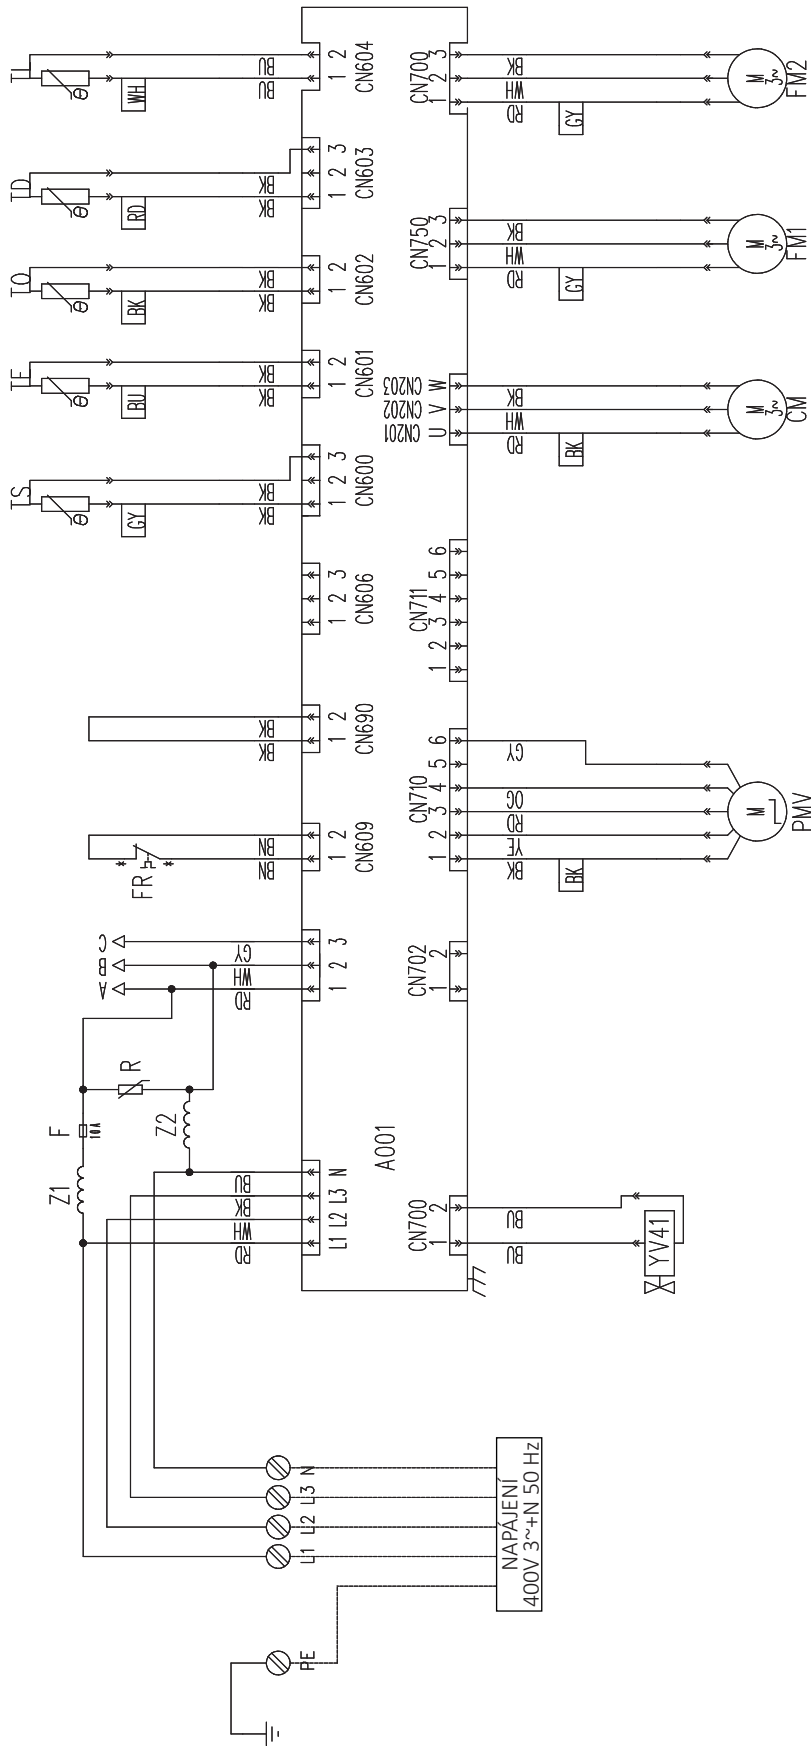 TL
θ
WH
BU
BU
1 2
CN604
TD
θ
RD
BK
BK
1 2 3
CN603
TO
θ
BK
BK
BK
1 2
CN602
TE
θ
BU
BK
BK
1 2
CN601
TS
θ
GY
BK
BK
1 2 3
CN600
1 2 3
CN606
BK
BK
1 2
CN690
FR
BN
BN
1 2
CN609
A
B
C
RD
WH
GY
1 2 3
R
F
10A
Z1
Z2
RD
WH
BK
BU
L1 L2 L3 N
A001
CN700
1 2 3
RD
WH
BK
GY
M
3~
FM2
CN750
1 2 3
RD
WH
BK
GY
M
3~
FM1
CN201
CN202
CN203
U V W
RD
WH
BK
BK
M
3~
CM
CN711
1 2 3 4 5 6
CN710
1 2 3 4 5 6
BK
YE
RD
OG
GY
BK
M
PMV
CN702
1 2
CN700
1 2
BU
BU
YV41
PE
L1
L2
L3
N
NAPÁJENÍ
400V 3~+N 50 Hz